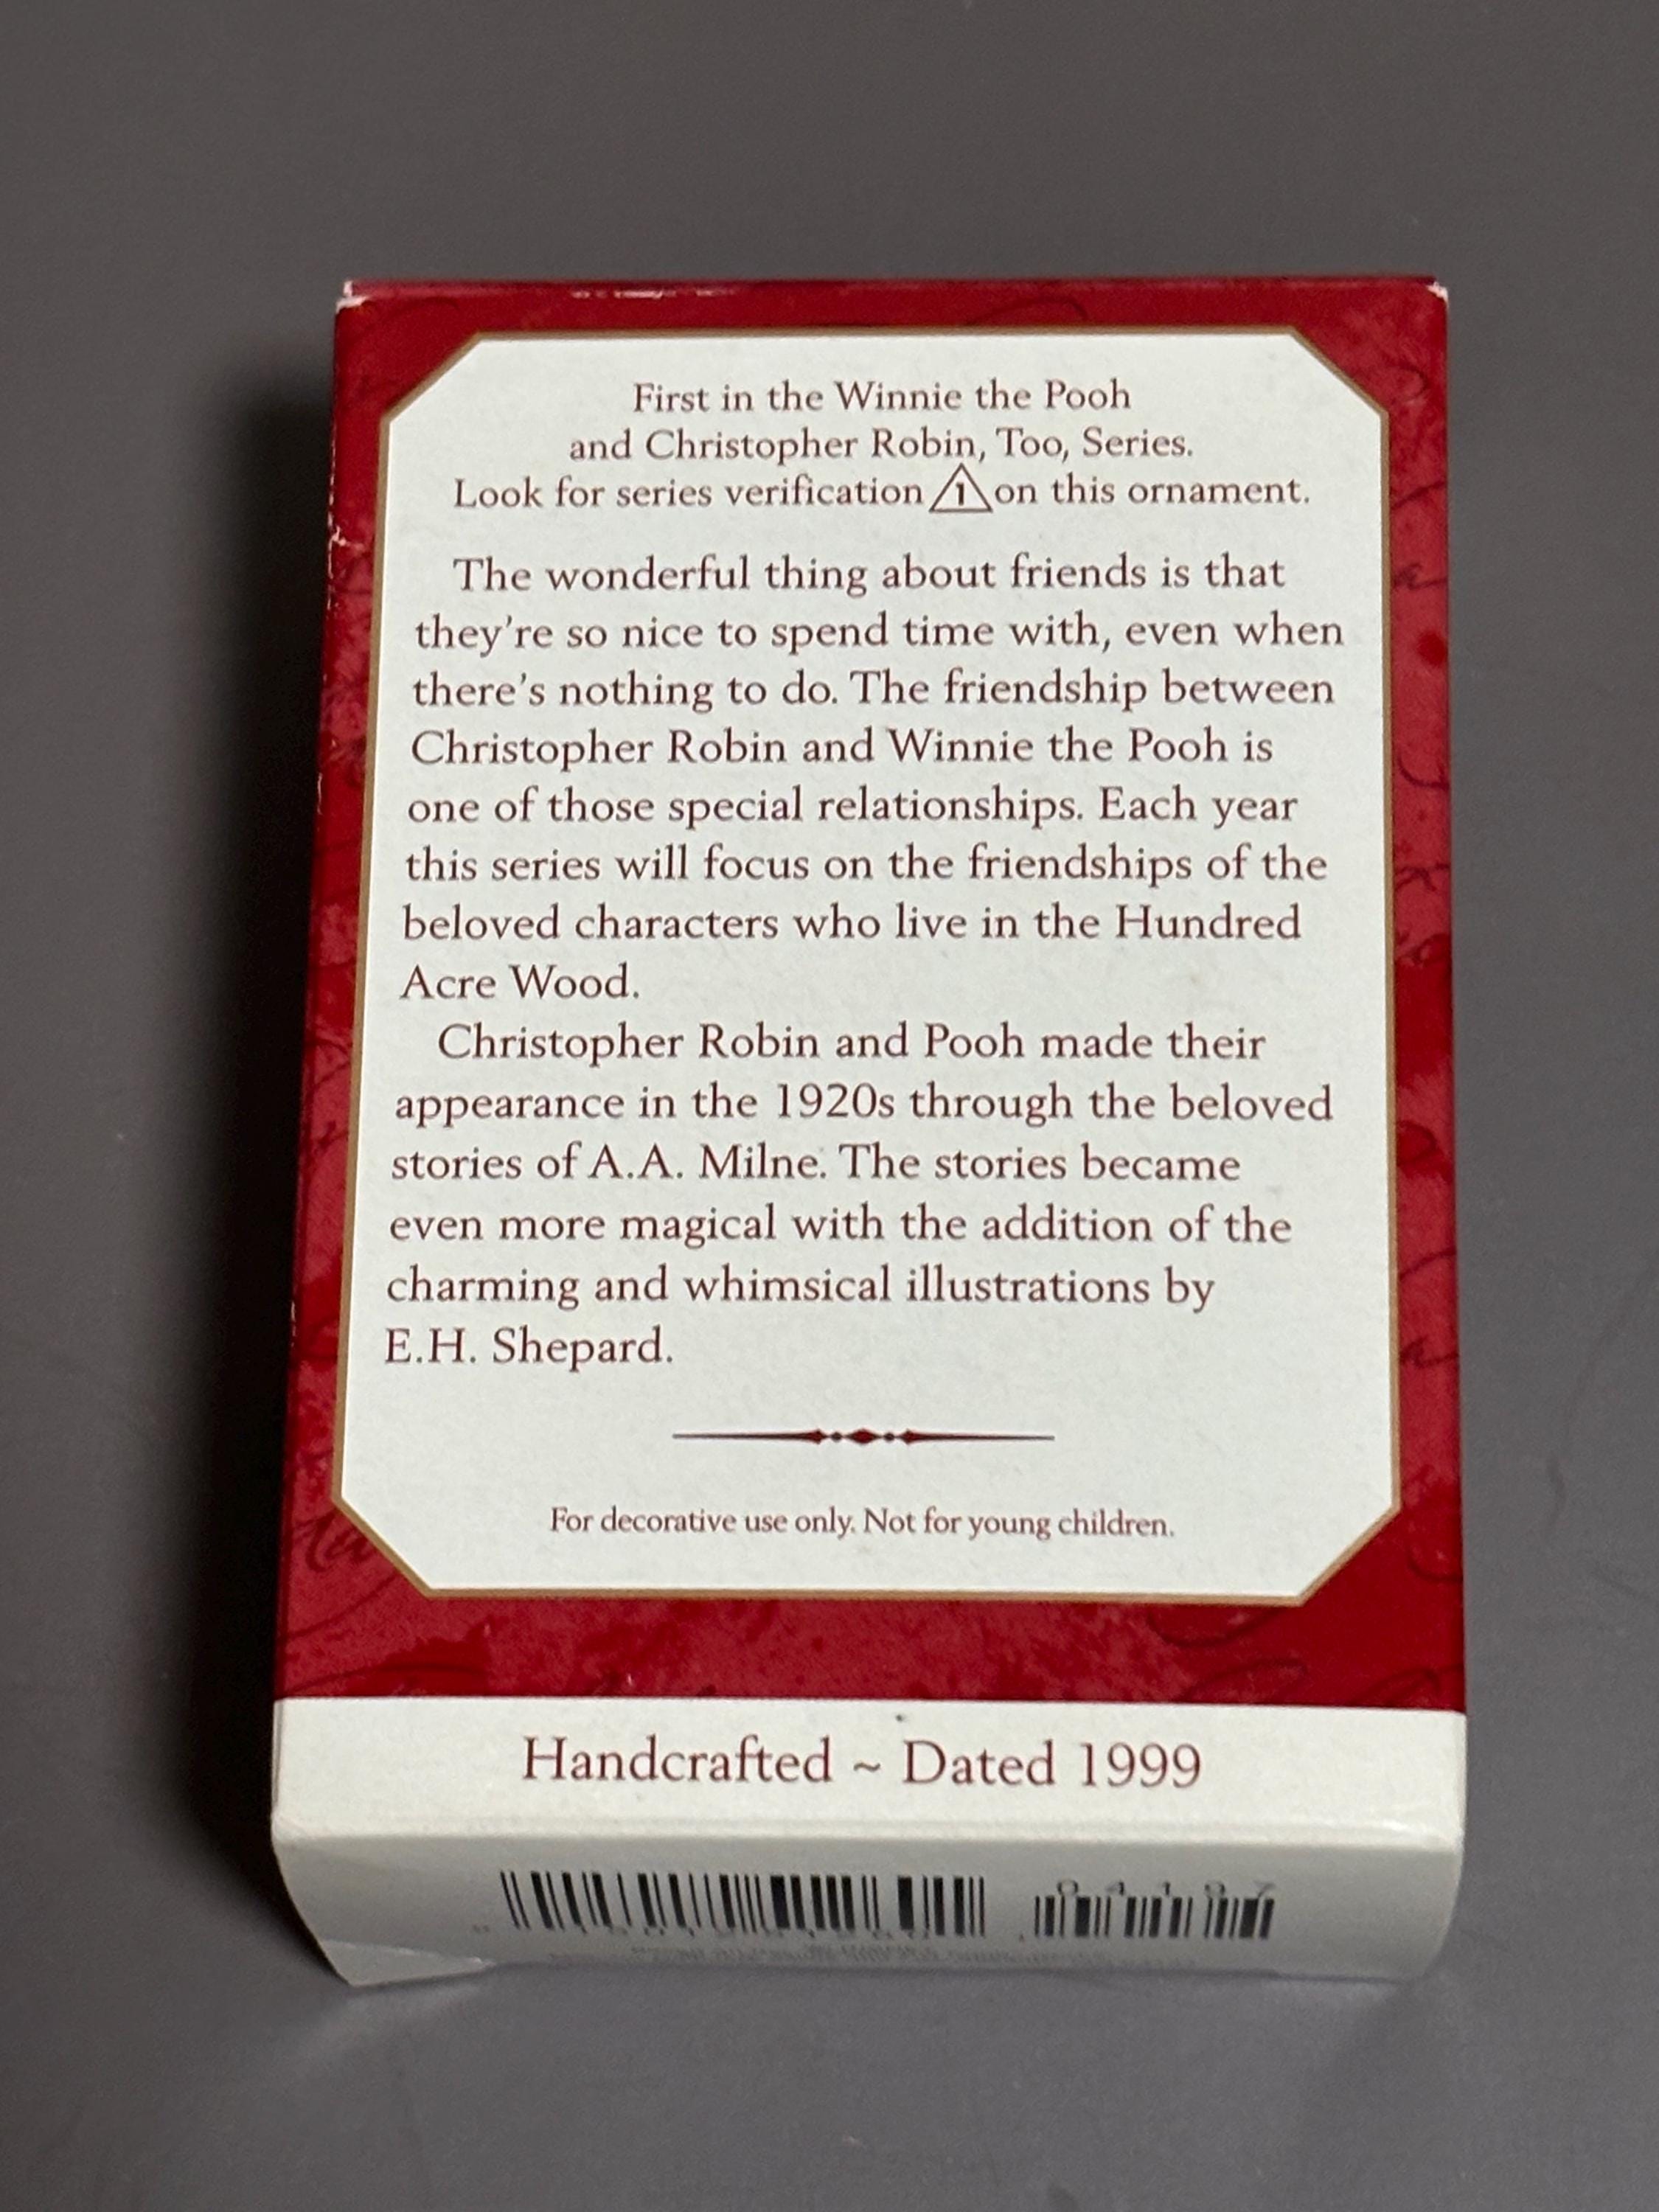 First in the Winnie the Pooh
and Christopher Robin, Too, Series.
Look for series verification 1 on this ornament.
The wonderful thing about friends is that
they're so nice to spend time with, even when
there's nothing to do. The friendship between
Christopher Robin and Winnie the Pooh is
one of those special relationships. Each year
this series will focus on the friendships of the
beloved characters who live in the Hundred
Acre Wood.
Christopher Robin and Pooh made their
appearance in the 1920s through the beloved
stories of A.A. Milne. The stories became
even more magical with the addition of the
charming and whimsical illustrations by
E.H. Shepard.
For decorative use only. Not for young children.
Handcrafted ~ Dated 1999